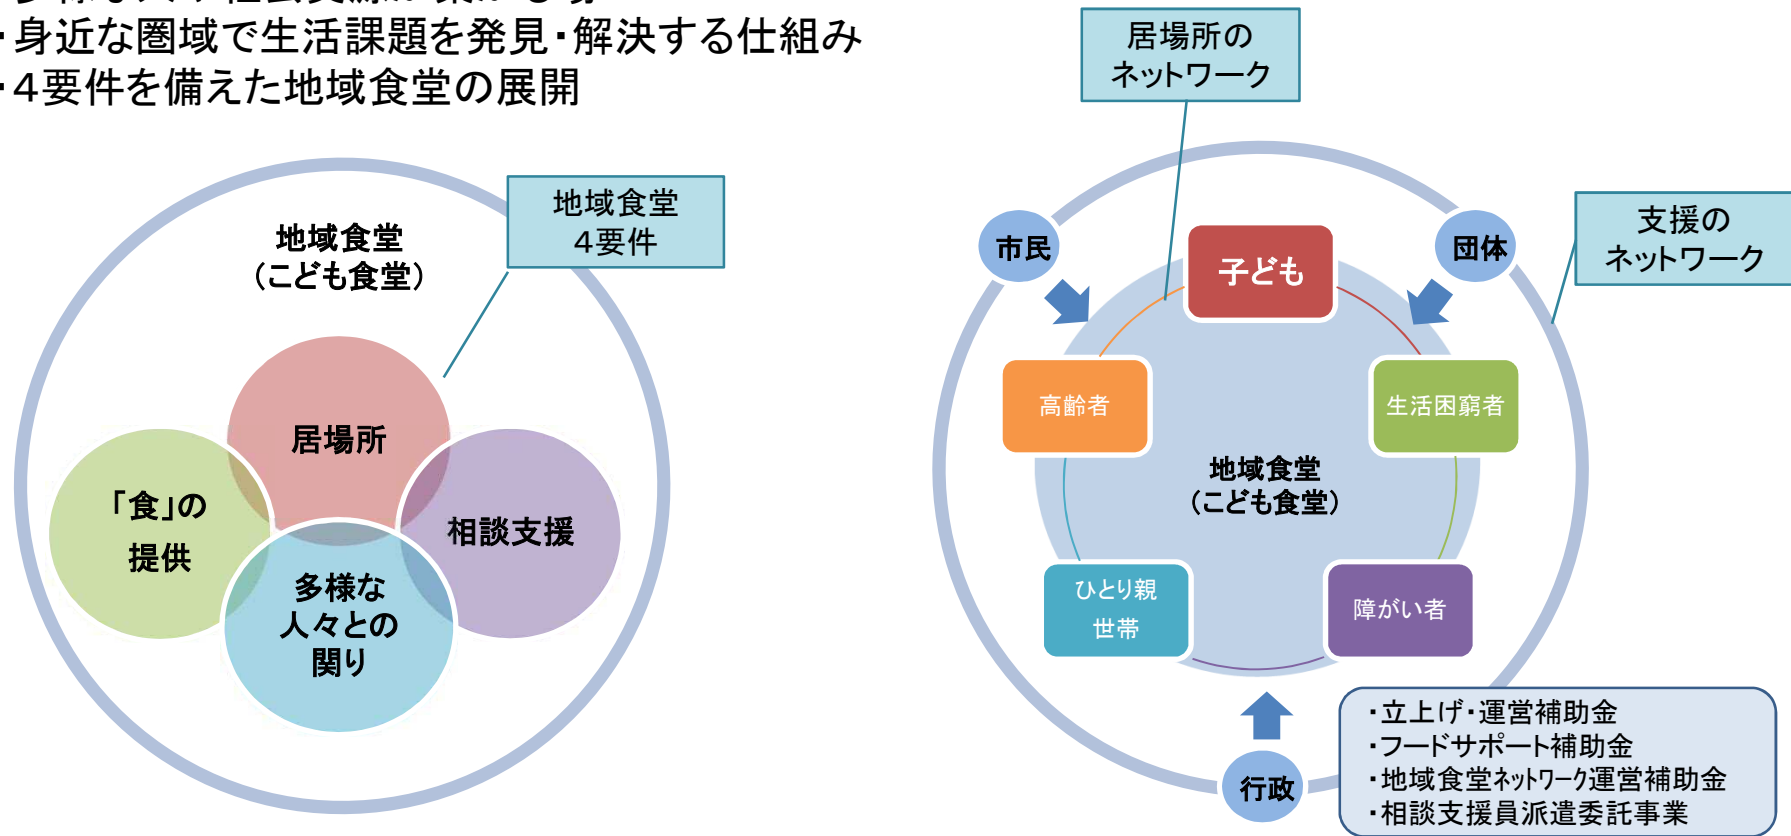 ・身近な圏域で生活課題を発見・解決する仕組み
・4要件を備えた地域食堂の展開
地域食堂
4要件
地域食堂
(こども食堂)
居場所
「食」の
提供
相談支援
多様な
人々との
関り
居場所の
ネットワーク
支援の
ネットワーク
市民
団体
子ども
高齢者
生活困窮者
地域食堂
(こども食堂)
ひとり親
世帯
障がい者
行政
・立上げ・運営補助金
・フードサポート補助金
・地域食堂ネットワーク運営補助金
・相談支援員派遣委託事業